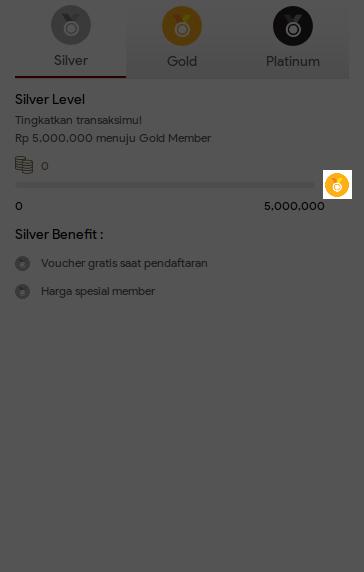 Silver
Gold
Platinum
Silver Level
Tingkatkan transaksimu!
Rp 5,000,000 menuju Gold Member
0
0
5,000,000
Silver Benefit :
Voucher gratis saat pendaftaran
Harga spesial member